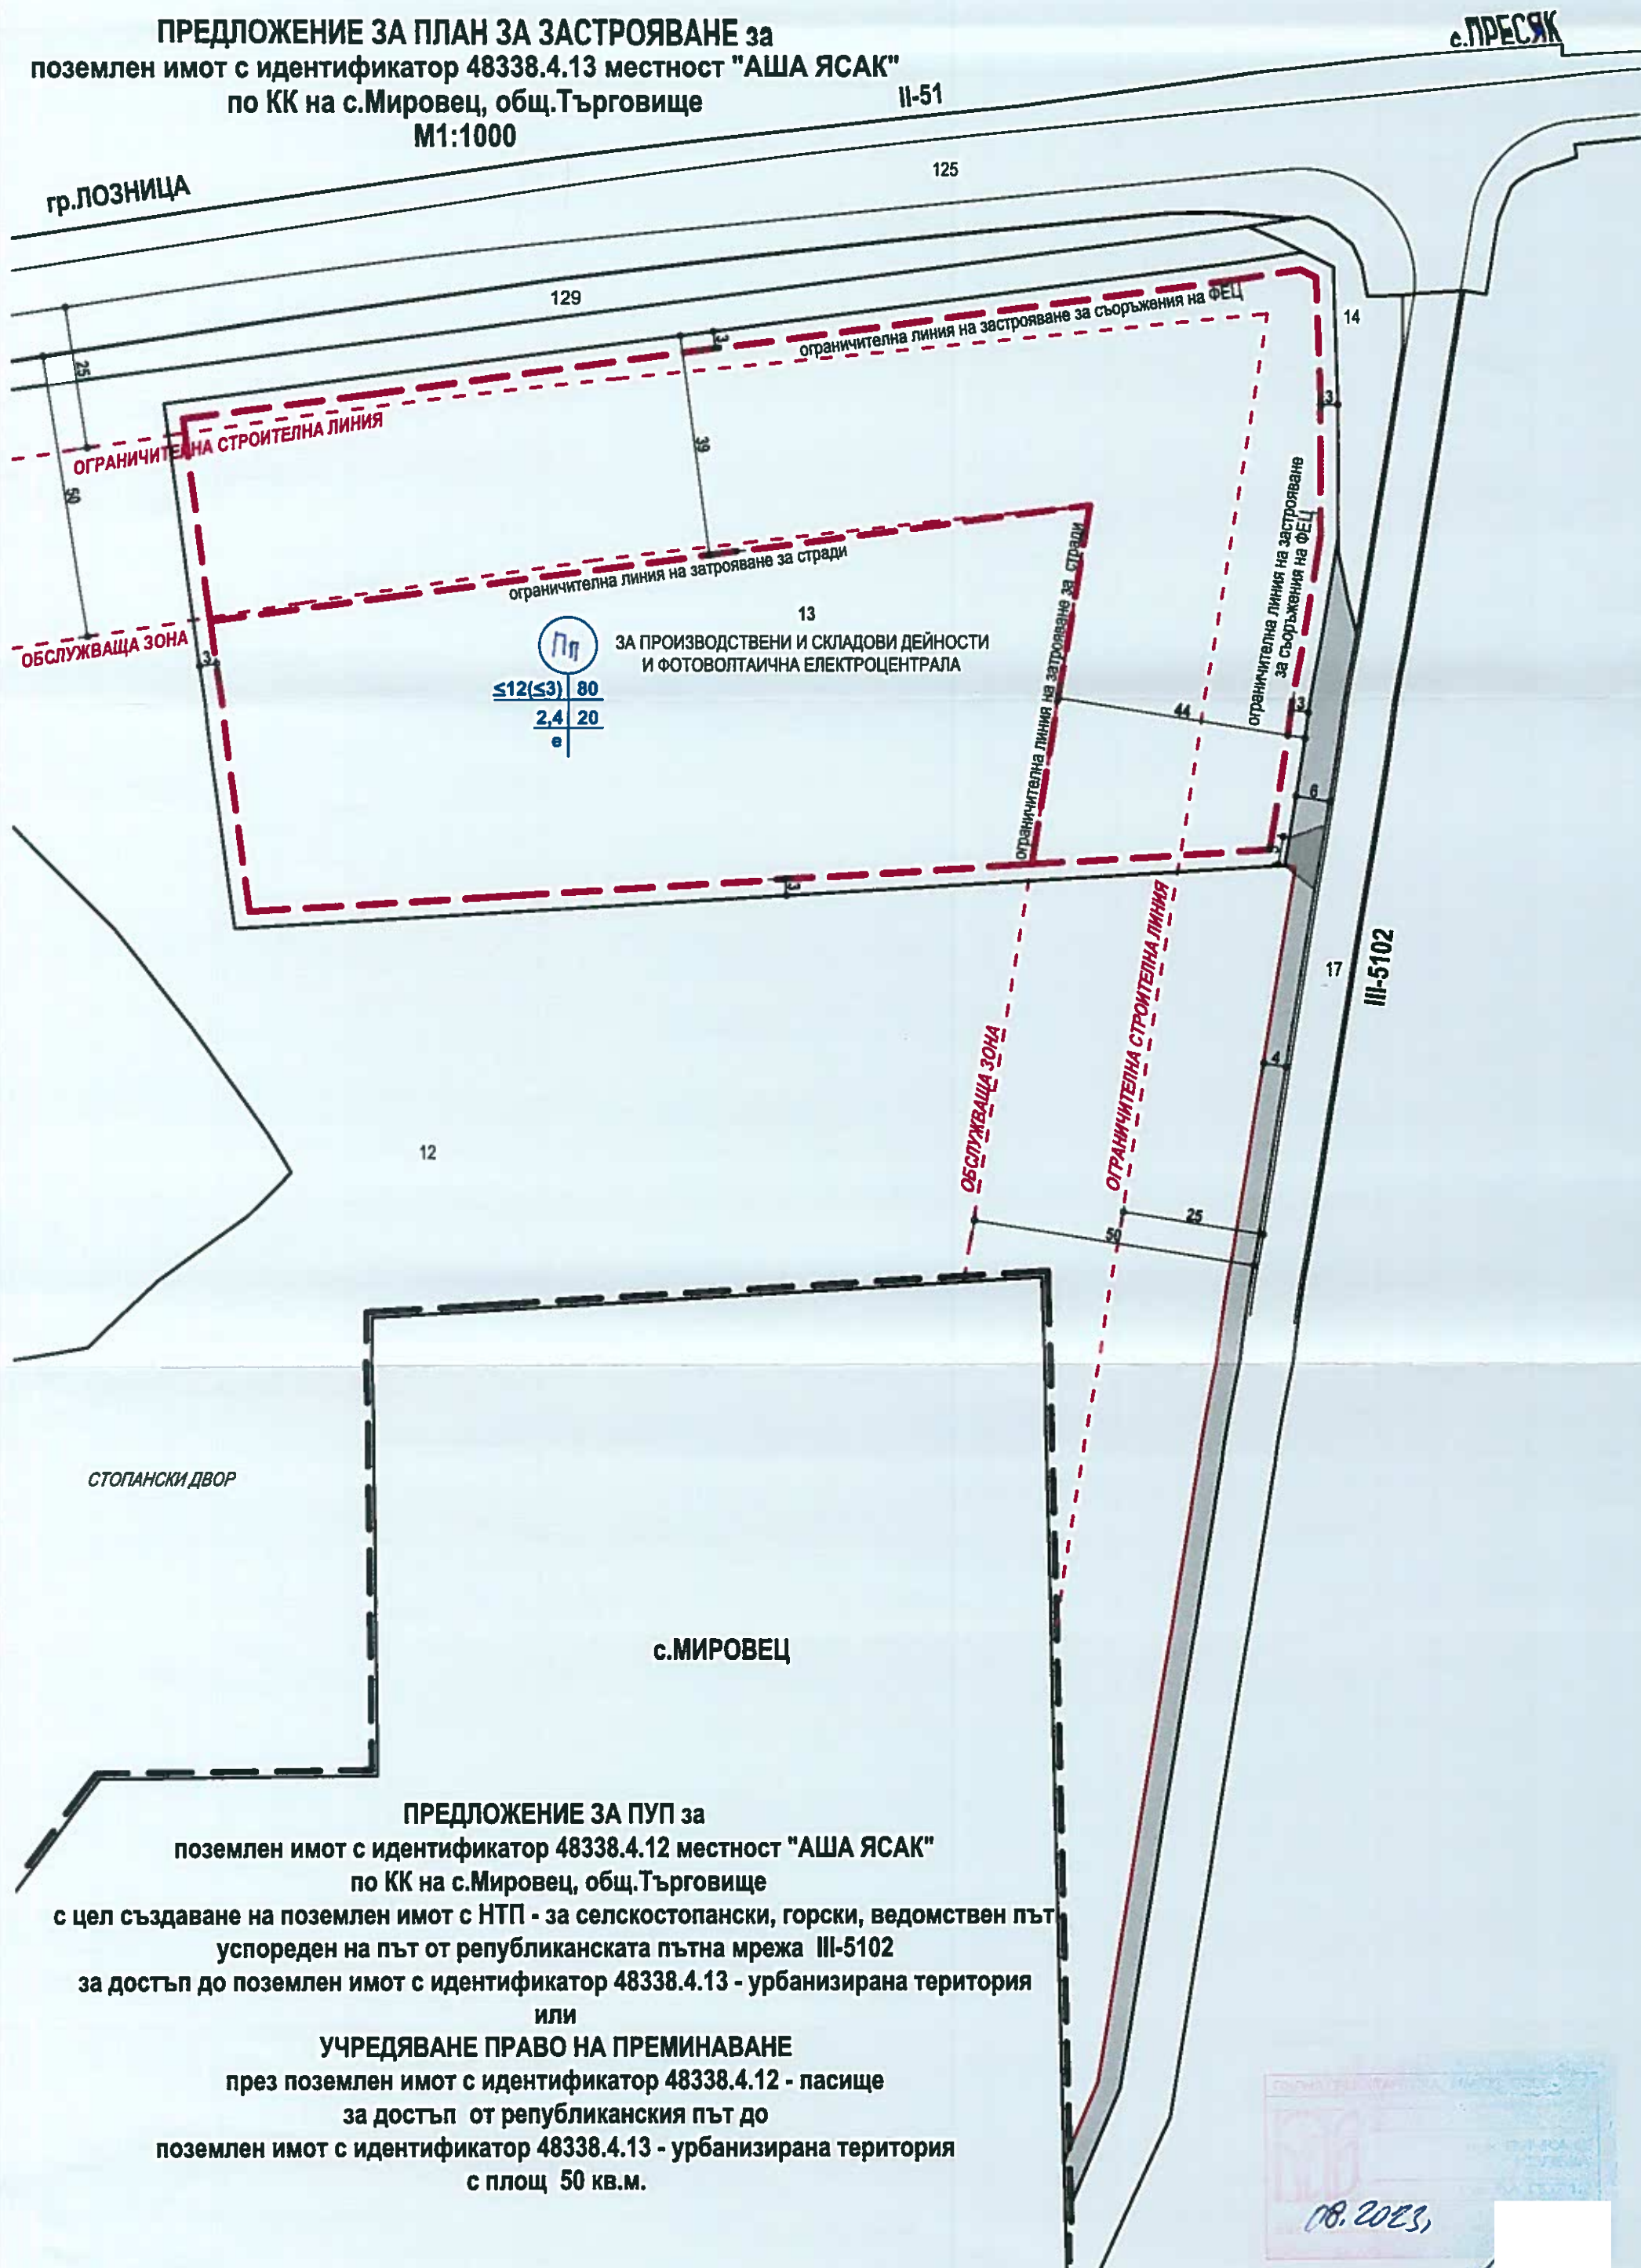 ПРЕДЛОЖЕНИЕ ЗА ПЛАН ЗА ЗАСТРОЯВАНЕ за
поземлен имот с идентификатор 48338.4.13 местност "АША ЯСАК"
по КК на с.Мировец, общ.Търговище
М1:1000
с.ПРЕСЯК
II-51
гр.ЛОЗНИЦА
125
129
14
25
50
3
39
3
ограничителна линия на застрояване за съоръжения на ФЕЦ
ОГРАНИЧИТЕЛНА СТРОИТЕЛНА ЛИНИЯ
ограничителна линия на затрояване за стради
ограничителна линия на затрояване за стради
ограничителна линия на застрояване
за съоръжения на ФЕЦ
ОБСЛУЖВАЩА ЗОНА
3
13
ЗА ПРОИЗВОДСТВЕНИ И СКЛАДОВИ ДЕЙНОСТИ
И ФОТОВОЛТАИЧНА ЕЛЕКТРОЦЕНТРАЛА
Пп
≤12(≤3) 80
2,4 20
е
44
3
6
3
III-5102
17
4
ОБСЛУЖВАЩА ЗОНА
ОГРАНИЧИТЕЛНА СТРОИТЕЛНА ЛИНИЯ
12
25
50
СТОПАНСКИ ДВОР
с.МИРОВЕЦ
ПРЕДЛОЖЕНИЕ ЗА ПУП за
поземлен имот с идентификатор 48338.4.12 местност "АША ЯСАК"
по КК на с.Мировец, общ.Търговище
с цел създаване на поземлен имот с НТП - за селскостопански, горски, ведомствен път
успореден на път от републиканската пътна мрежа III-5102
за достъп до поземлен имот с идентификатор 48338.4.13 - урбанизирана територия
или
УЧРЕДЯВАНЕ ПРАВО НА ПРЕМИНАВАНЕ
през поземлен имот с идентификатор 48338.4.12 - пасище
за достъп от републиканския път до
поземлен имот с идентификатор 48338.4.13 - урбанизирана територия
с площ 50 кв.м.
08.2023,